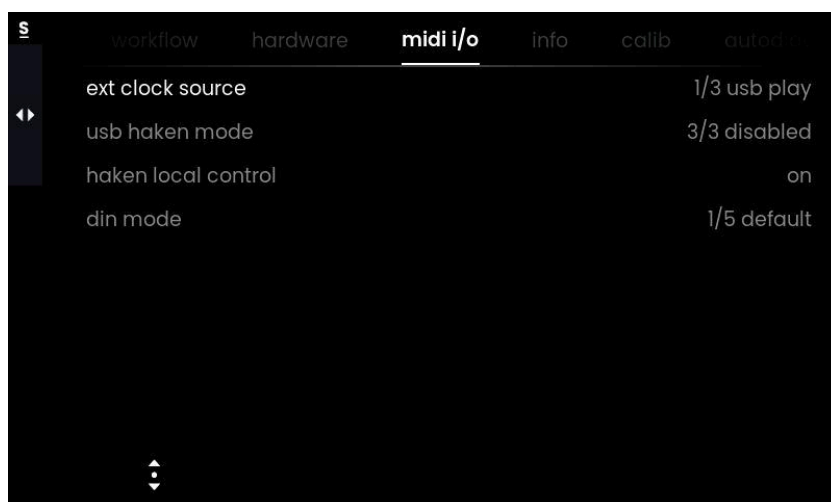 S
workflow hardware midi i/o info calib
ext clock source 1/3 usb play
usb haken mode 3/3 disabled
haken local control on
din mode 1/5 default